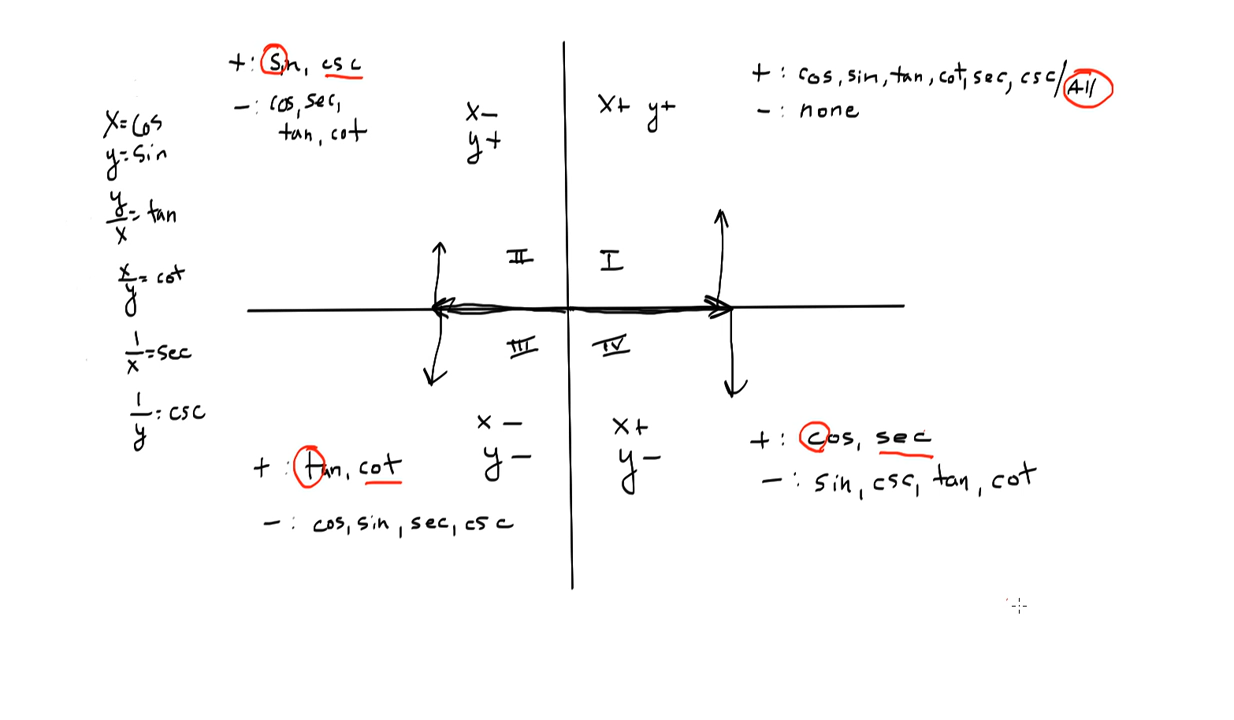 +: sin, csc
-: cos, sec,
tan, cot
x-
y+
x+ y+
+: cos, sin, tan, cot, sec, csc/All
-: none
x=cos
y=sin
y/x=tan
x/y=cot
1/x=sec
1/y=csc
II
I
III
IV
x-
y-
x+
y-
+: tan, cot
-: cos, sin, sec, csc
+: cos, sec
-: sin, csc, tan, cot